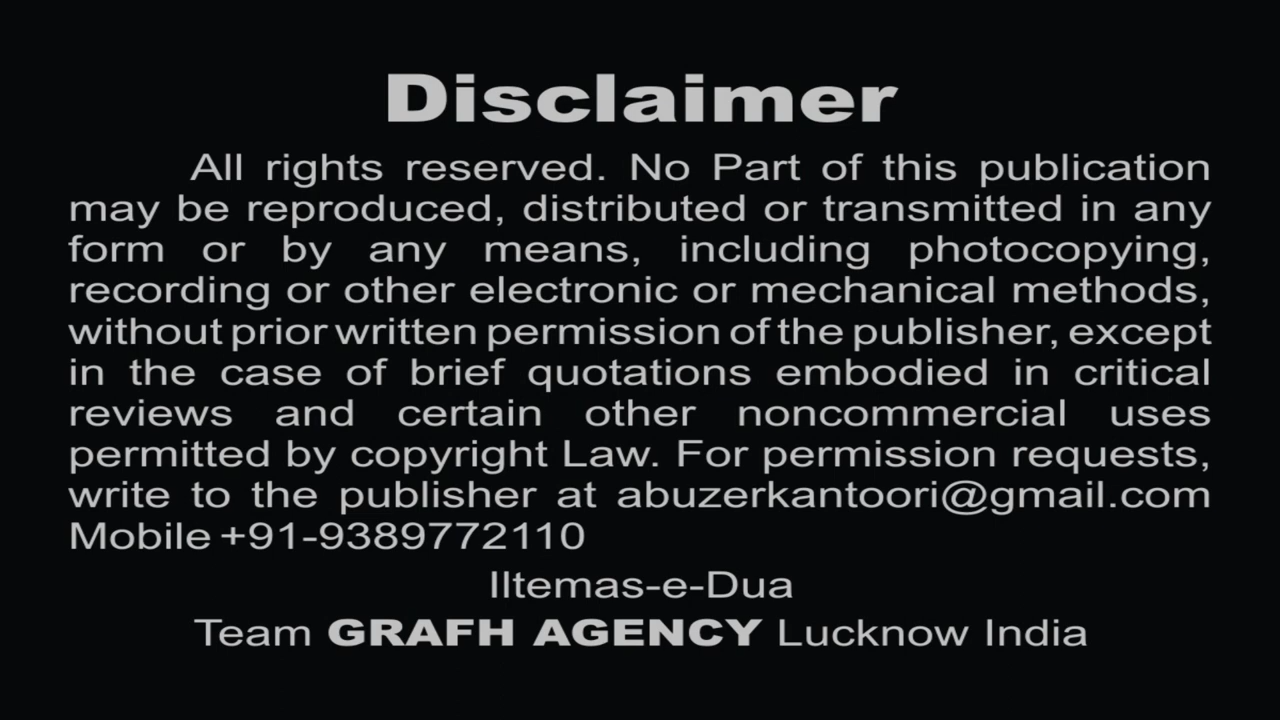 Disclaimer
All rights reserved. No Part of this publication
may be reproduced, distributed or transmitted in any
form or by any means, including photocopying,
recording or other electronic or mechanical methods,
without prior written permission of the publisher, except
in the case of brief quotations embodied in critical
reviews and certain other noncommercial uses
permitted by copyright Law. For permission requests,
write to the publisher at abuzerkantoori@gmail.com
Mobile +91-9389772110
Iltemas-e-Dua
Team GRAFH AGENCY Lucknow India